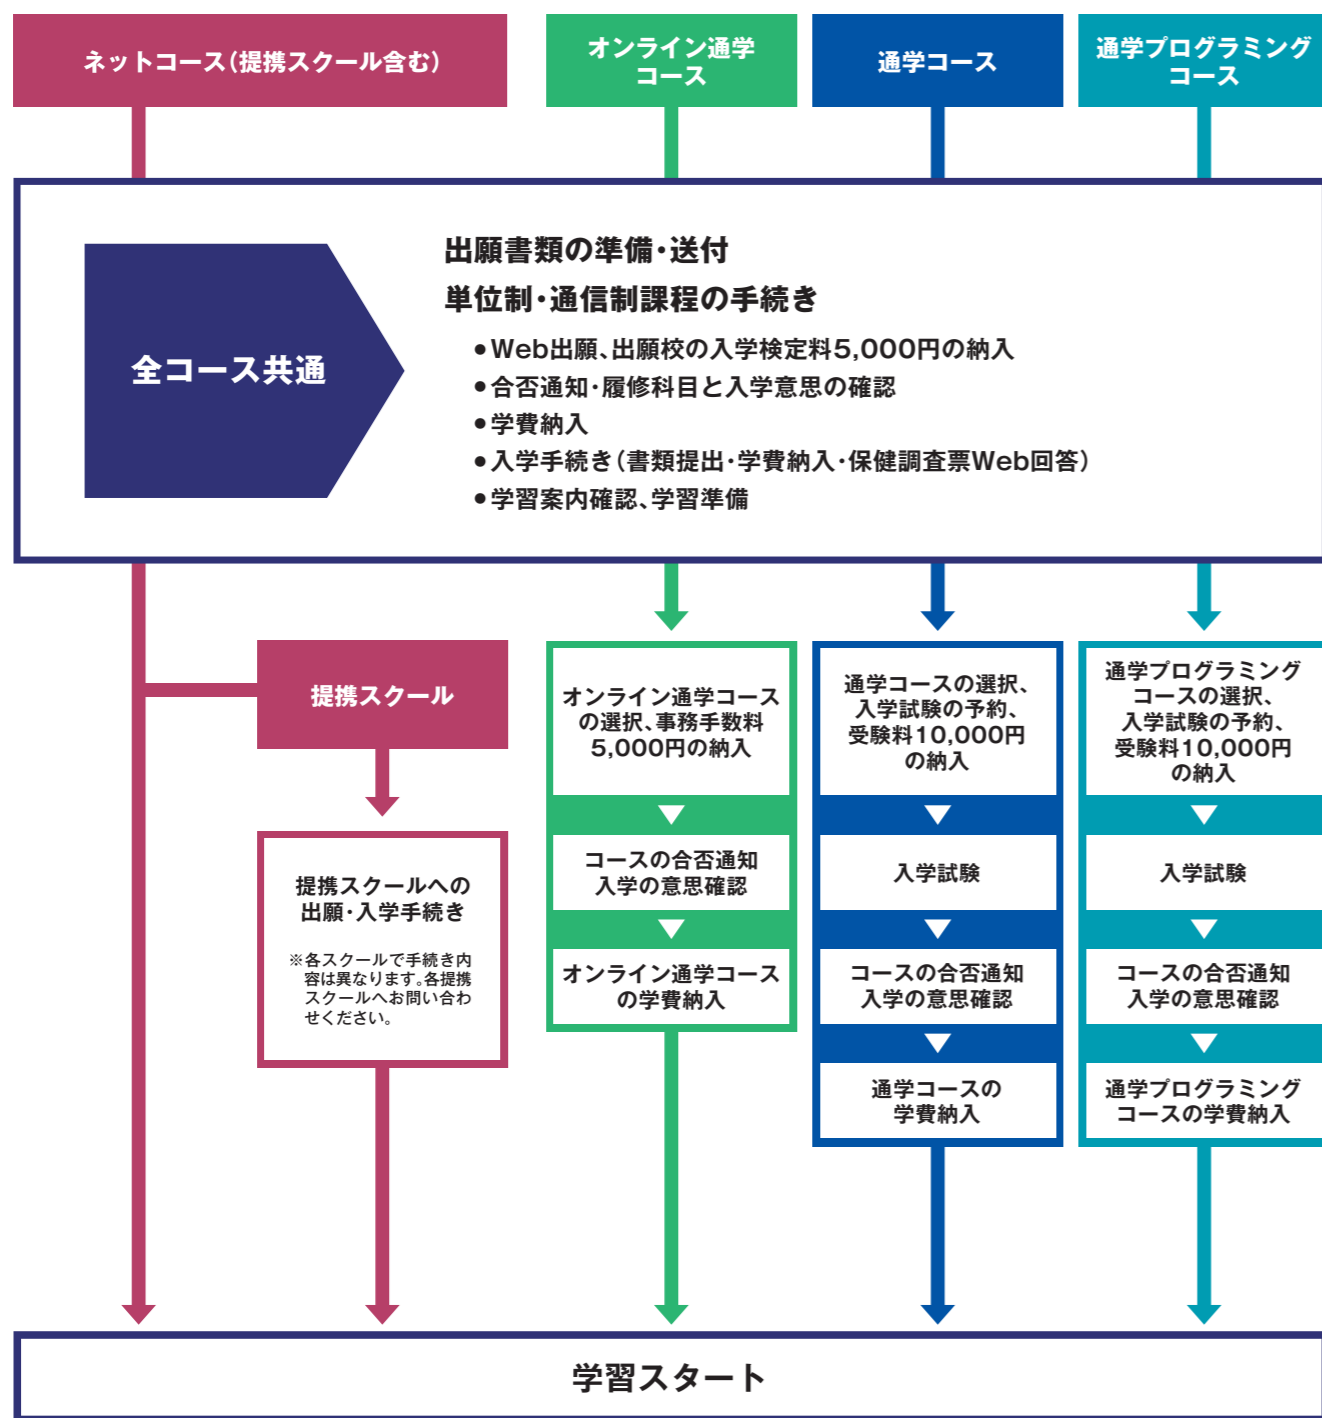 ネットコース(提携スクール含む)
オンライン通学
コース
通学コース
通学プログラミング
コース
全コース共通
出願書類の準備・送付
単位制・通信制課程の手続き
●Web出願、出願校の入学検定料5,000円の納入
●合否通知・履修科目と入学意思の確認
●学費納入
●入学手続き(書類提出・学費納入・保健調査票Web回答)
●学習案内確認、学習準備
提携スクール
提携スクールへの
出願・入学手続き
※各スクールで手続き内
容は異なります。各提携
スクールへお問い合わ
せください。
オンライン通学コース
の選択、事務手数料
5,000円の納入
コースの合否通知
入学の意思確認
オンライン通学コース
の学費納入
通学コースの選択、
入学試験の予約、
受験料10,000円
の納入
入学試験
コースの合否通知
入学の意思確認
通学コースの
学費納入
通学プログラミング
コースの選択、
入学試験の予約、
受験料10,000円
の納入
入学試験
コースの合否通知
入学の意思確認
通学プログラミング
コースの学費納入
学習スタート